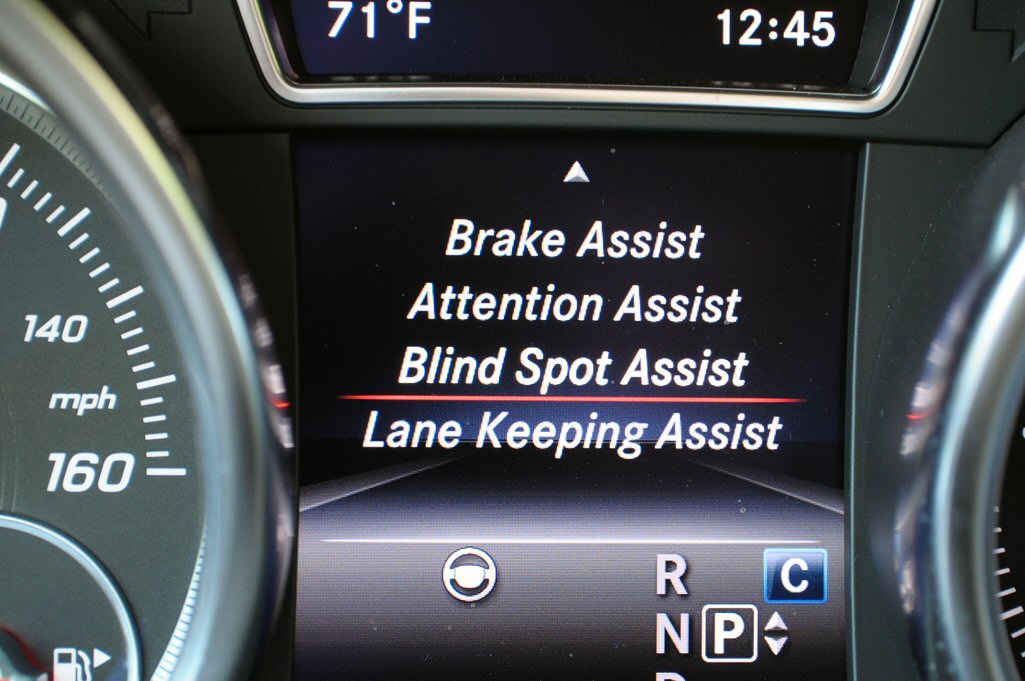 71°F 12:45
Brake Assist
Attention Assist
Blind Spot Assist
Lane Keeping Assist
140
mph
160
R C
N P